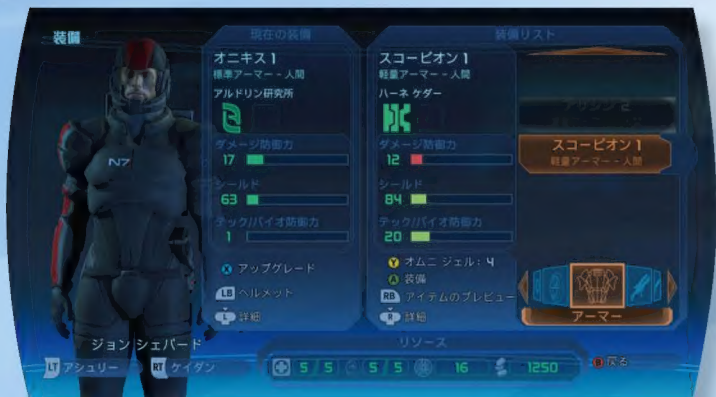 装備
現在の装備
オニキス 1
標準アーマー - 人間
アルドリン研究所
ダメージ防御力
17
シールド
63
テック/バイオ防御力
1
X アップグレード
LB ヘルメット
L 詳細
装備リスト
スコーピオン 1
軽量アーマー - 人間
ハーネ ケダー
ダメージ防御力
12
シールド
84
テック/バイオ防御力
20
Y オムニ ジェル: 4
A 装備
RB アイテムのプレビュー
R 詳細
スコーピオン 1
軽量アーマー - 人間
アーマー
N7
ジョン シェパード
LT アシュリー
RT ケイダン
リソース
5 / 5
5 / 5
16
1250
B 戻る